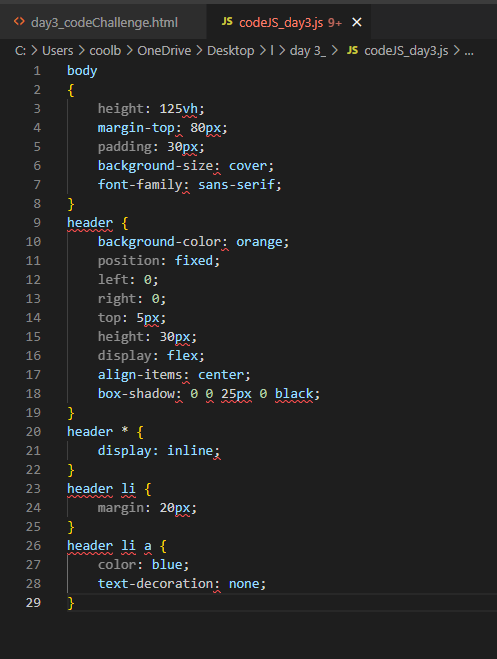 <> day3_codeChallenge.html JS codeJS_day3.js 9+ ×
C: > Users > coolb > OneDrive > Desktop > l > day 3_ > JS codeJS_day3.js > ...
1 body
2 {
3 height: 125vh;
4 margin-top: 80px;
5 padding: 30px;
6 background-size: cover;
7 font-family: sans-serif;
8 }
9 header {
10 background-color: orange;
11 position: fixed;
12 left: 0;
13 right: 0;
14 top: 5px;
15 height: 30px;
16 display: flex;
17 align-items: center;
18 box-shadow: 0 0 25px 0 black;
19 }
20 header * {
21 display: inline;
22 }
23 header li {
24 margin: 20px;
25 }
26 header li a {
27 color: blue;
28 text-decoration: none;
29 }